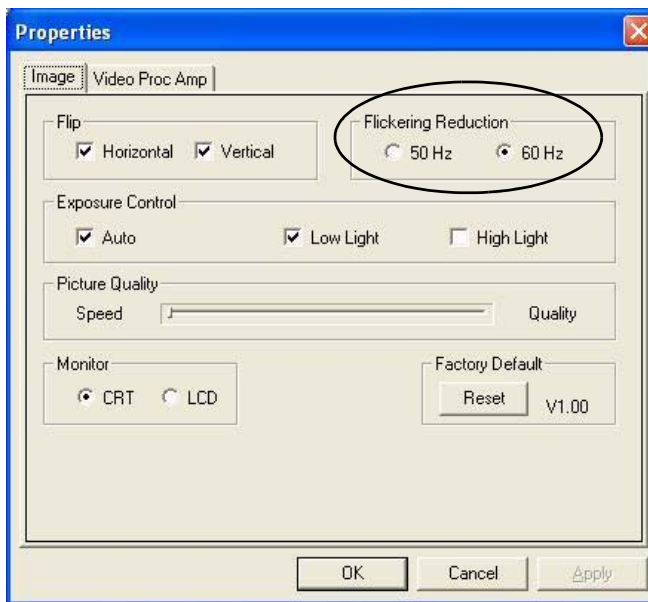 Properties
Image Video Proc Amp
Flip
Horizontal Vertical
Flickering Reduction
50 Hz 60 Hz
Exposure Control
Auto Low Light High Light
Picture Quality
Speed Quality
Monitor
CRT LCD
Factory Default
Reset V1.00
OK Cancel Apply